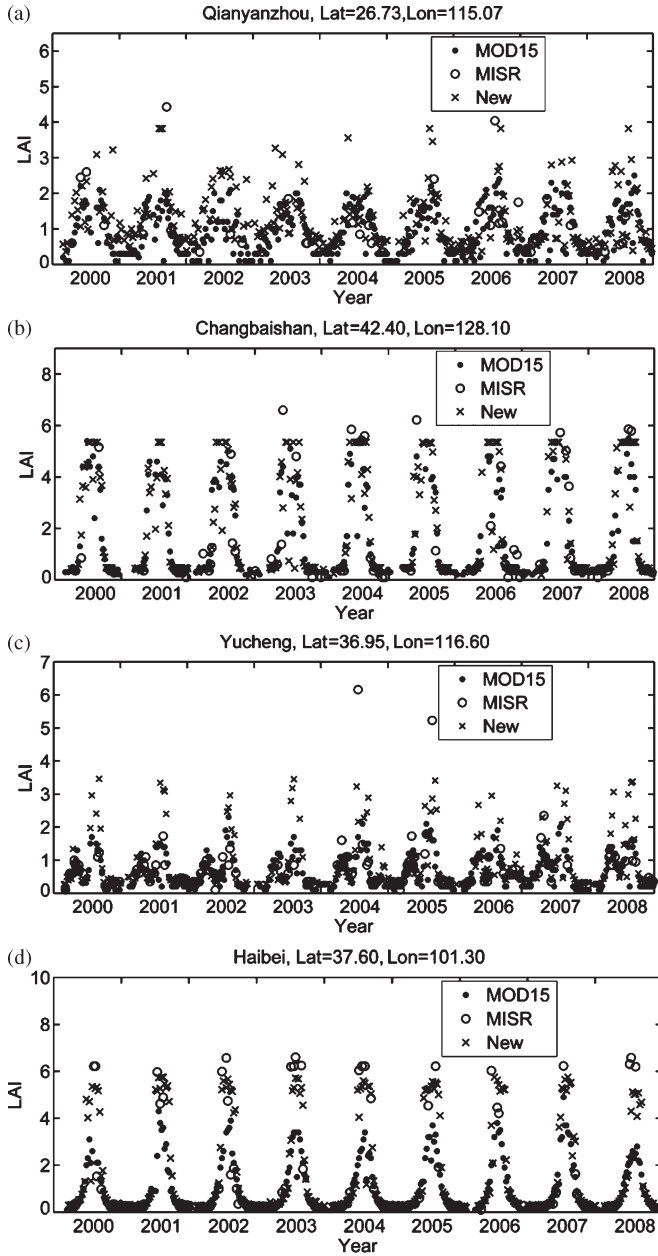 (a) Qianyanzhou, Lat=26.73,Lon=115.07
6
5
4
3
2
1
0
LAI
MOD15
MISR
New
2000 2001 2002 2003 2004 2005 2006 2007 2008
Year
(b) Changbaishan, Lat=42.40, Lon=128.10
8
6
4
2
0
LAI
MOD15
MISR
New
2000 2001 2002 2003 2004 2005 2006 2007 2008
Year
(c) Yucheng, Lat=36.95, Lon=116.60
7
6
5
4
3
2
1
0
LAI
MOD15
MISR
New
2000 2001 2002 2003 2004 2005 2006 2007 2008
Year
(d) Haibei, Lat=37.60, Lon=101.30
10
8
6
4
2
0
LAI
MOD15
MISR
New
2000 2001 2002 2003 2004 2005 2006 2007 2008
Year